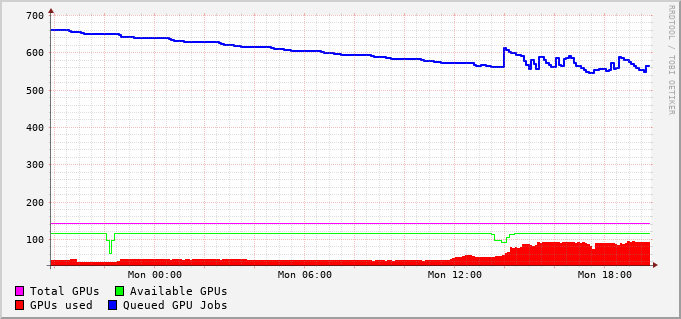 700
600
500
400
300
200
100
Mon 00:00 Mon 06:00 Mon 12:00 Mon 18:00
Total GPUs Available GPUs
GPUs used Queued GPU Jobs
RRDTOOL / TOBI OETIKER